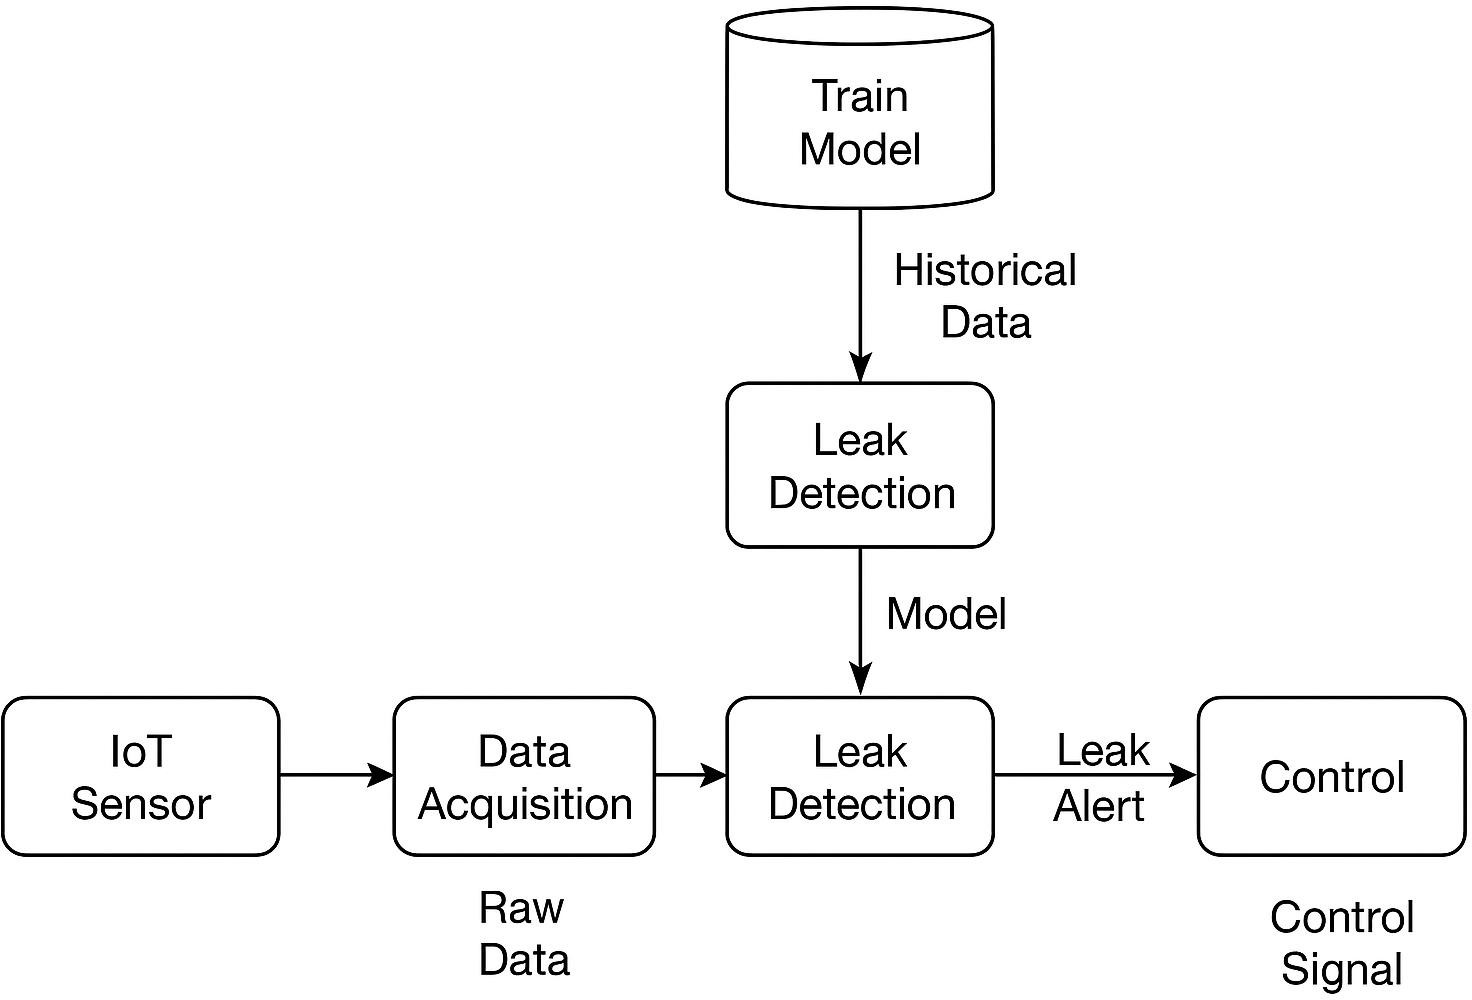 Train
Model
Historical
Data
Leak
Detection
Model
IoT
Sensor
Data
Acquisition
Leak
Detection
Leak
Alert
Control
Raw
Data
Control
Signal